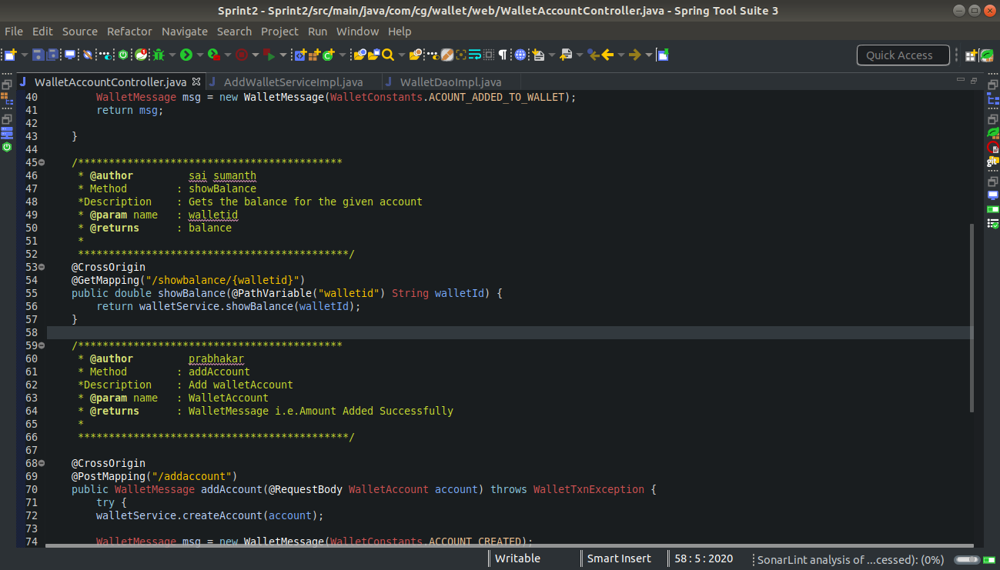 Sprint2 - Sprint2/src/main/java/com/cg/wallet/web/WalletAccountController.java - Spring Tool Suite 3
File Edit Source Refactor Navigate Search Project Run Window Help
Quick Access
WalletAccountController.java AddWalletServiceImpl.java WalletDaoImpl.java
40 WalletMessage msg = new WalletMessage(WalletConstants.ACOUNT_ADDED_TO_WALLET);
41 return msg;
42
43 }
44
45 /*******************************************
46 * @author sai sumanth
47 * Method : showBalance
48 *Description : Gets the balance for the given account
49 * @param name : walletid
50 * @returns : balance
51 *
52 ********************************************/
53 @CrossOrigin
54 @GetMapping("/showbalance/{walletid}")
55 public double showBalance(@PathVariable("walletid") String walletId) {
56 return walletService.showBalance(walletId);
57 }
58
59 /*******************************************
60 * @author prabhakar
61 * Method : addAccount
62 *Description : Add walletAccount
63 * @param name : WalletAccount
64 * @returns : WalletMessage i.e.Amount Added Successfully
65 *
66 ********************************************/
67
68 @CrossOrigin
69 @PostMapping("/addaccount")
70 public WalletMessage addAccount(@RequestBody WalletAccount account) throws WalletTxnException {
71 try {
72 walletService.createAccount(account);
73
74 WalletMessage msg = new WalletMessage(WalletConstants.ACCOUNT_CREATED);
Writable Smart Insert 58 : 5 : 2020 SonarLint analysis of ...cessed): (0%)